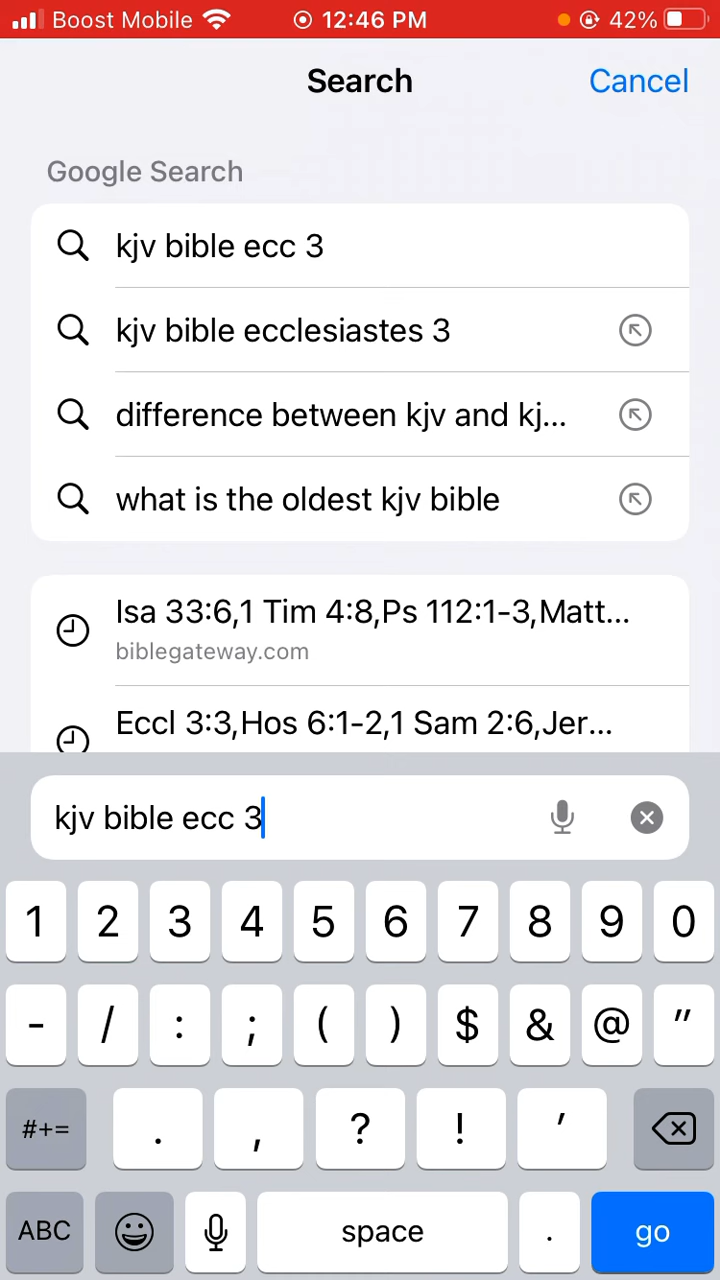 Boost Mobile 12:46 PM 42%
Search Cancel
Google Search
kjv bible ecc 3
kjv bible ecclesiastes 3
difference between kjv and kj...
what is the oldest kjv bible
Isa 33:6,1 Tim 4:8,Ps 112:1-3,Matt...
biblegateway.com
Eccl 3:3,Hos 6:1-2,1 Sam 2:6,Jer...
kjv bible ecc 3
1 2 3 4 5 6 7 8 9 0
- / : ; ( ) $ & @ "
#+= . , ? ! '
ABC space . go